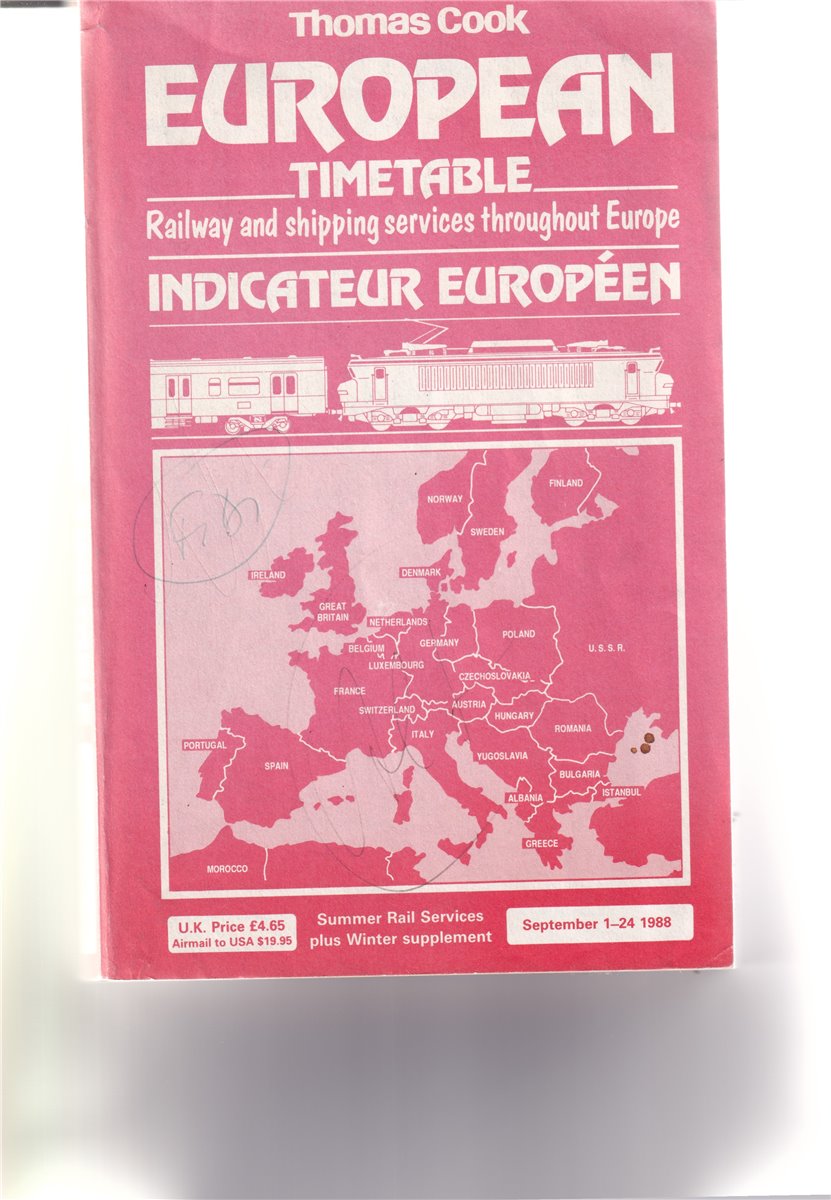 Thomas Cook
EUROPEAN
TIMETABLE
Railway and shipping services throughout Europe
INDICATEUR EUROPÉEN
NORWAY
FINLAND
SWEDEN
IRELAND
DENMARK
GREAT
BRITAIN
NETHERLANDS
BELGIUM
GERMANY
POLAND
U.S.S.R.
LUXEMBOURG
CZECHOSLOVAKIA
FRANCE
SWITZERLAND
AUSTRIA
HUNGARY
ROMANIA
ITALY
PORTUGAL
SPAIN
YUGOSLAVIA
BULGARIA
ALBANIA
ISTANBUL
GREECE
MOROCCO
U.K. Price £4.65
Airmail to USA $19.95
Summer Rail Services
plus Winter supplement
September 1–24 1988